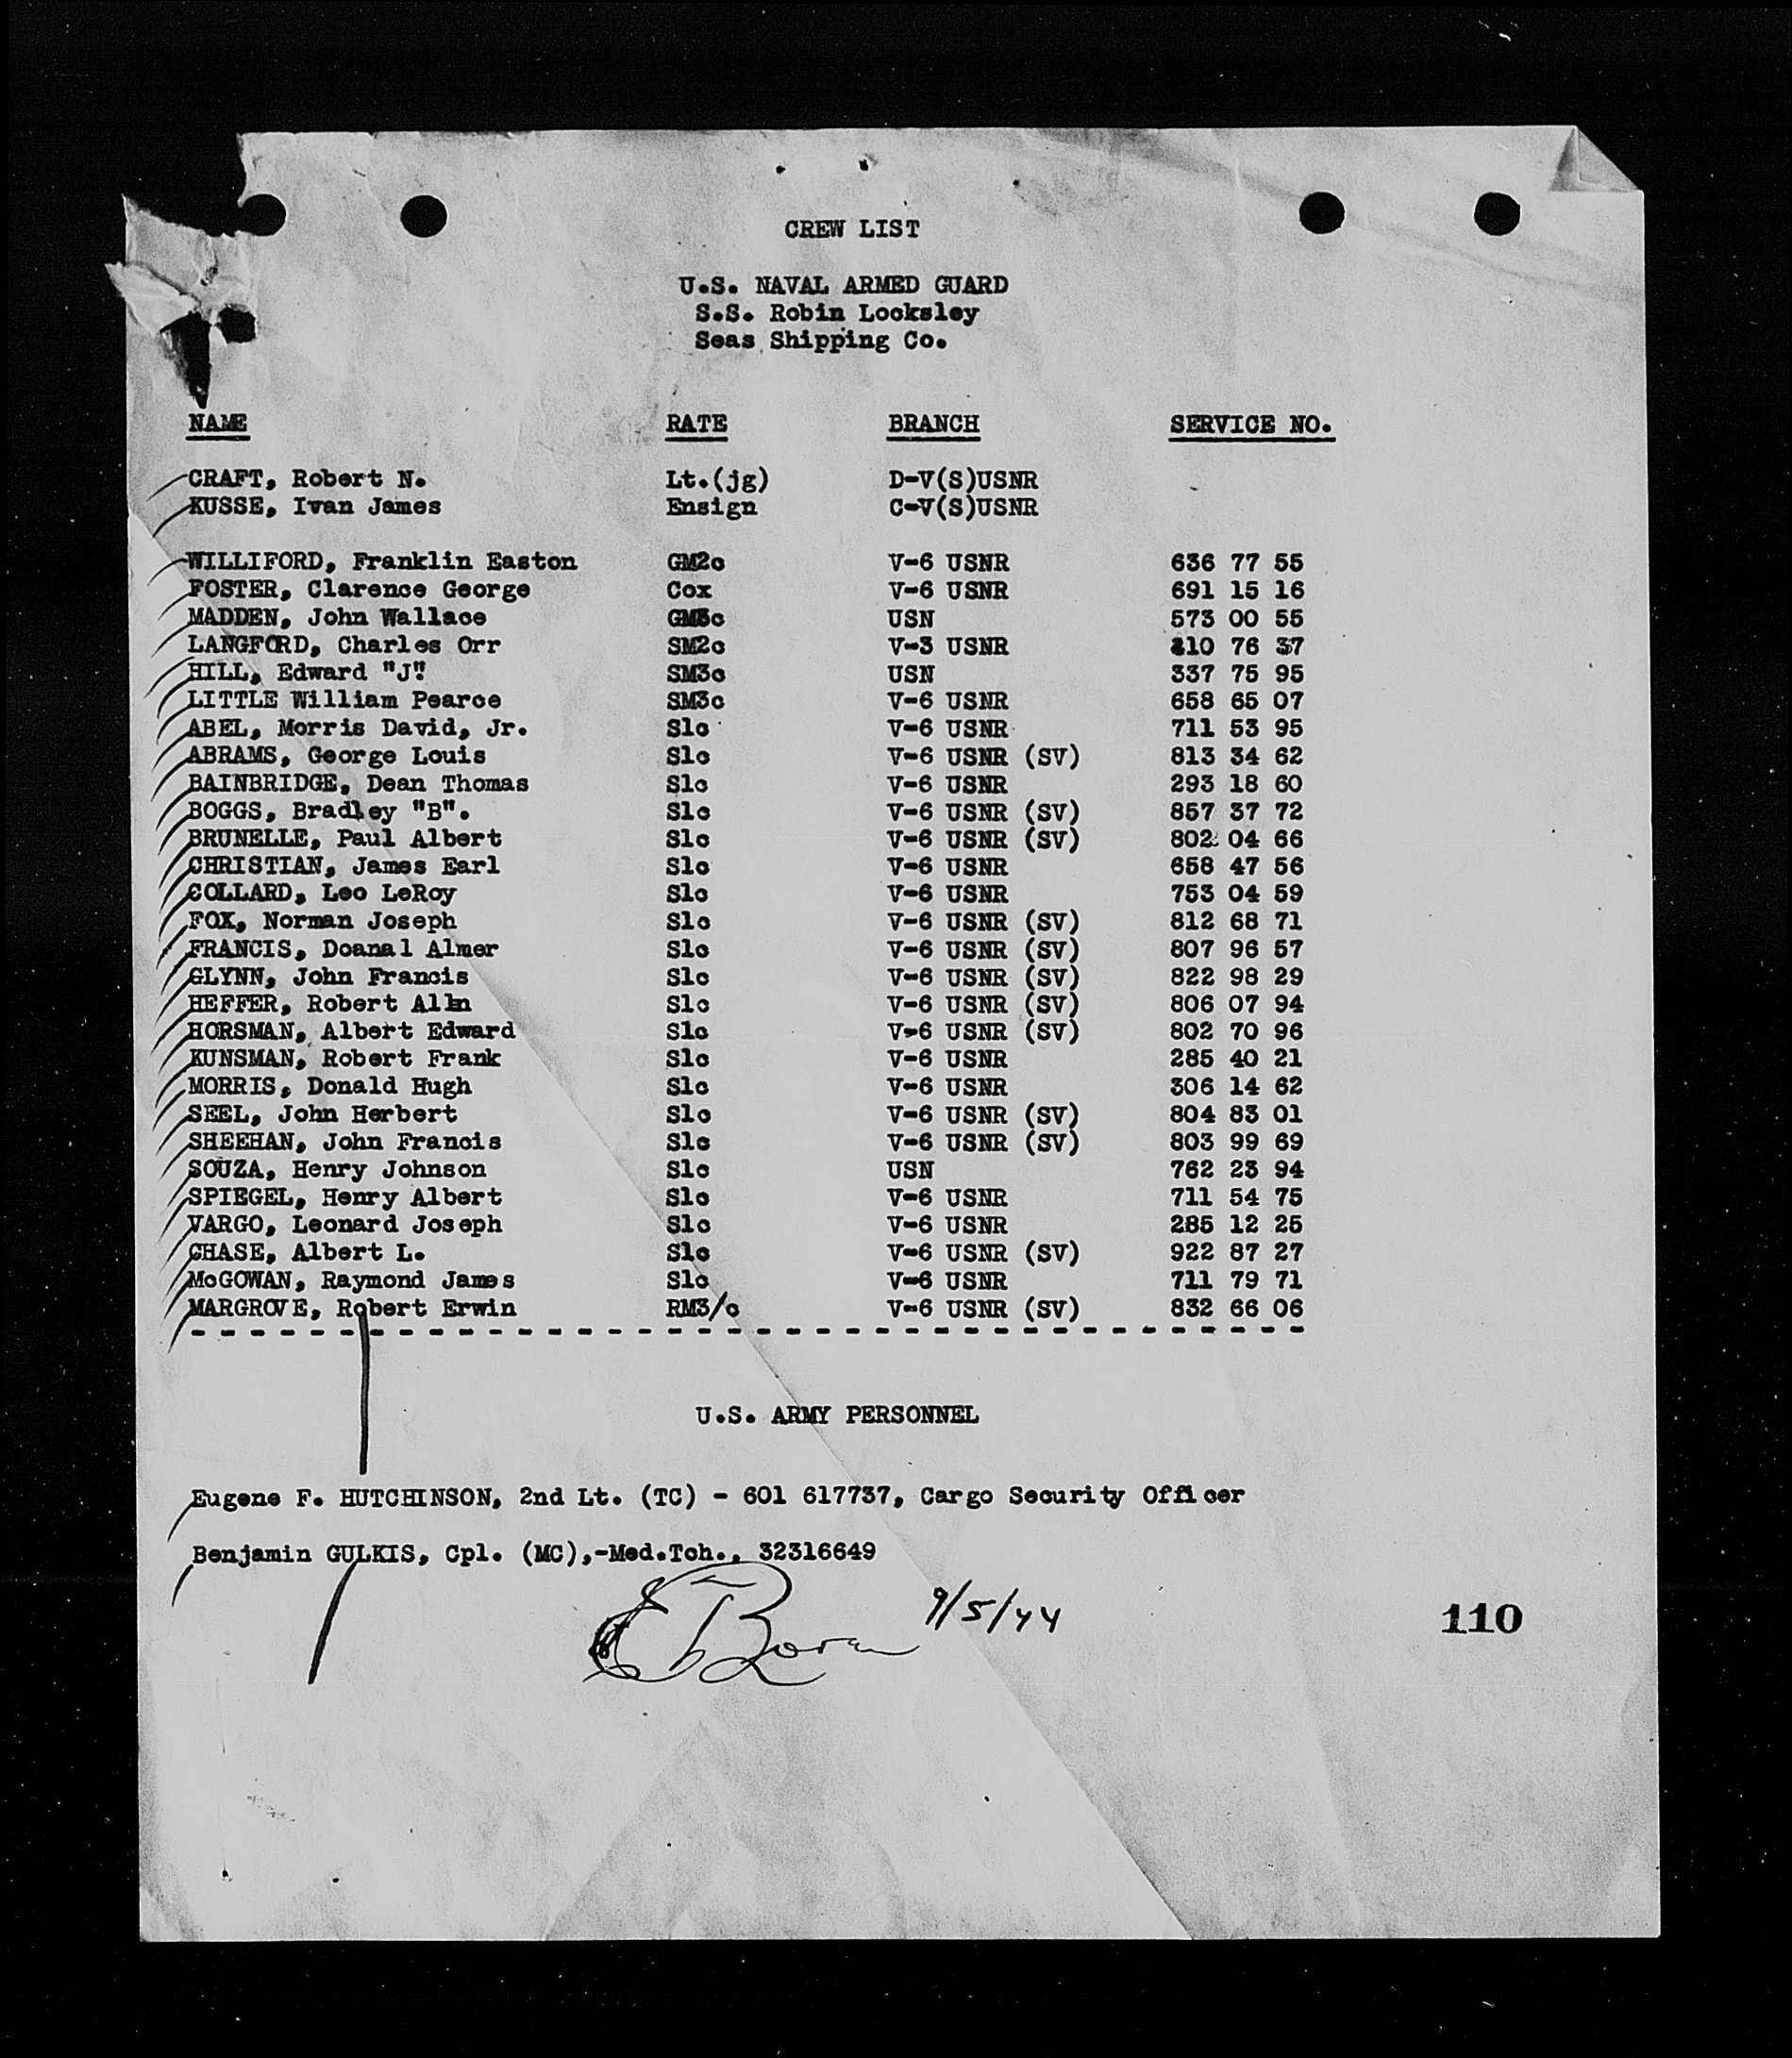 CREW LIST
U.S. NAVAL ARMED GUARD
S.S. Robin Locksley
Seas Shipping Co.
NAME RATE BRANCH SERVICE NO.
CRAFT, Robert N. Lt.(jg) D-V(S)USNR
KUSSE, Ivan James Ensign C-V(S)USNR
WILLIFORD, Franklin Easton GM2c V-6 USNR 636 77 55
FOSTER, Clarence George Cox V-6 USNR 691 15 16
MADDEN, John Wallace GM3c USN 573 00 55
LANGFORD, Charles Orr SM2c V-3 USNR 76 37
HILL, Edward "J". SM3c USN 337 75 95
LITTLE William Pearce SM3c V-6 USNR 658 65 07
ABEL, Morris David, Jr. S1c V-6 USNR 711 53 95
ABRAMS, George Louis S1c V-6 USNR (SV) 813 34 62
BAINBRIDGE, Dean Thomas S1c V-6 USNR 293 18 60
BOGGS, Bradley "B". S1c V-6 USNR (SV) 857 37 72
BRUNELLE, Paul Albert S1c V-6 USNR (SV) 802 04 66
CHRISTIAN, James Earl S1c V-6 USNR 658 47 56
COLLARD, Leo LeRoy S1c V-6 USNR 753 04 59
FOX, Norman Joseph S1c V-6 USNR (SV) 812 68 71
FRANCIS, Doanal Almer S1c V-6 USNR (SV) 807 96 57
GLYNN, John Francis S1c V-6 USNR (SV) 822 98 29
HEFFER, Robert Alln S1c V-6 USNR (SV) 806 07 94
HORSMAN, Albert Edward S1c V-6 USNR (SV) 802 70 96
KUNSMAN, Robert Frank S1c V-6 USNR 285 40 21
MORRIS, Donald Hugh S1c V-6 USNR 306 14 62
SEEL, John Herbert S1c V-6 USNR (SV) 804 83 01
SHEEHAN, John Francis S1c V-6 USNR (SV) 803 99 69
SOUZA, Henry Johnson S1c USN 762 23 94
SPIEGEL, Henry Albert S1c V-6 USNR 711 54 75
VARGO, Leonard Joseph S1c V-6 USNR 285 12 25
CHASE, Albert L. S1c V-6 USNR (SV) 922 87 27
McGOWAN, Raymond James S1c V-6 USNR 711 79 71
MARGROVE, Robert Erwin RM3/c V-6 USNR (SV) 832 66 06
U.S. ARMY PERSONNEL
Eugene F. HUTCHINSON, 2nd Lt. (TC) - 601 617737, Cargo Security Officer
Benjamin GULKIS, Cpl. (MC),-Med.Tch., 32316649
9/5/44
110